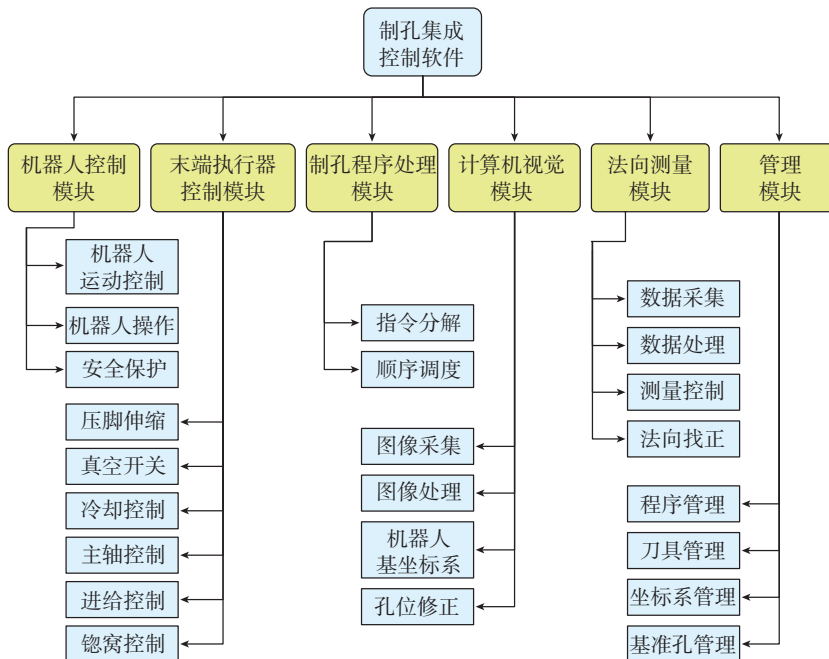 制孔集成
控制软件
机器人控制
模块
末端执行器
控制模块
制孔程序处理
模块
计算机视觉
模块
法向测量
模块
管理
模块
机器人
运动控制
机器人操作
安全保护
压脚伸缩
真空开关
冷却控制
主轴控制
进给控制
锪窝控制
指令分解
顺序调度
图像采集
图像处理
机器人
基坐标系
孔位修正
数据采集
数据处理
测量控制
法向找正
程序管理
刀具管理
坐标系管理
基准孔管理